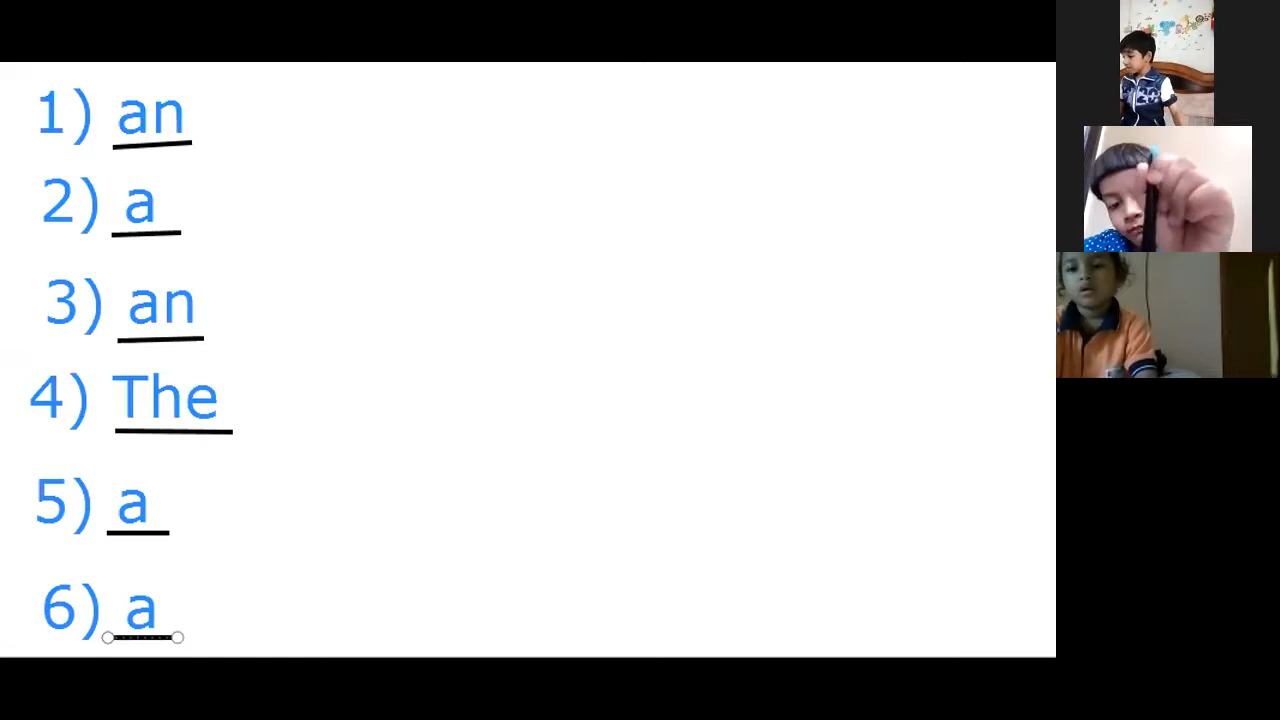 1) an
2) a
3) an
4) The
5) a
6) a